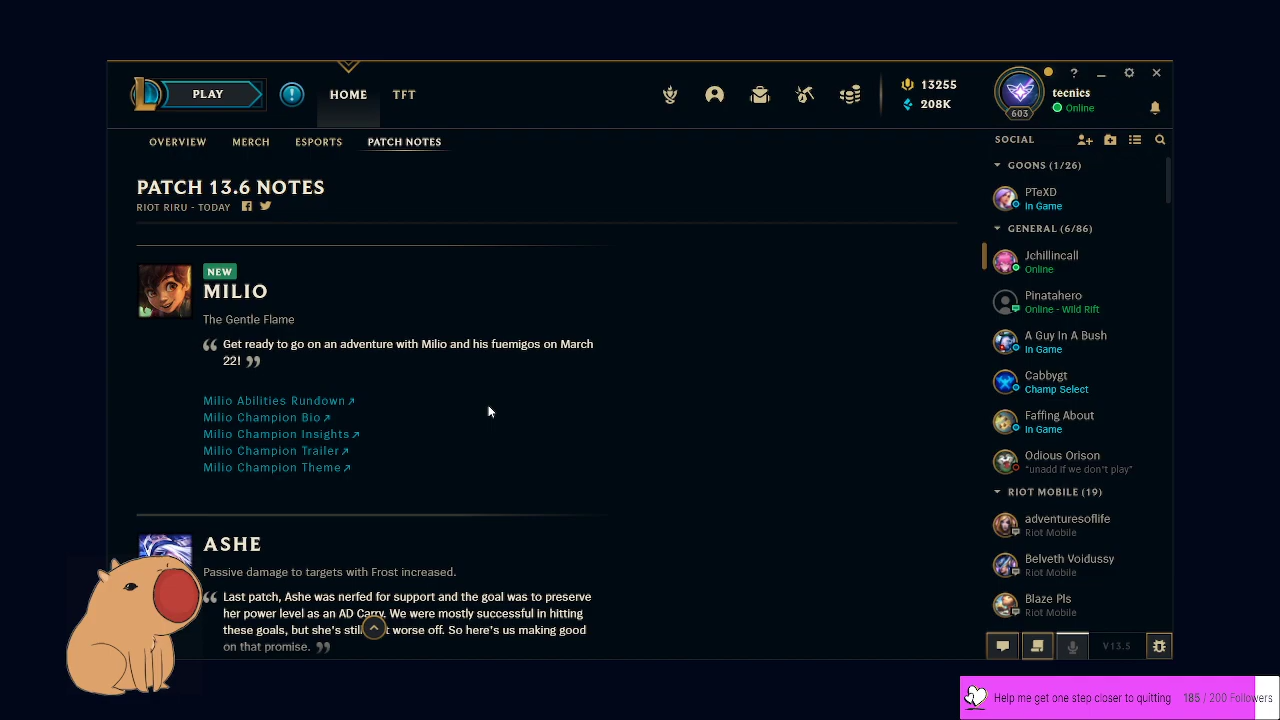 PLAY
HOME
TFT
13255
208K
603
tecnics
Online
OVERVIEW
MERCH
ESPORTS
PATCH NOTES
PATCH 13.6 NOTES
RIOT RIRU - TODAY
NEW
MILIO
The Gentle Flame
Get ready to go on an adventure with Milio and his fuemigos on March
22!
Milio Abilities Rundown
Milio Champion Bio
Milio Champion Insights
Milio Champion Trailer
Milio Champion Theme
ASHE
Passive damage to targets with Frost increased.
Last patch, Ashe was nerfed for support and the goal was to preserve
her power level as an AD Carry. We were mostly successful in hitting
these goals, but she's still worse off. So here's us making good
on that promise.
SOCIAL
GOONS (1/26)
PTeXD
In Game
GENERAL (6/86)
Jchillincall
Online
Pinatahero
Online - Wild Rift
A Guy In A Bush
In Game
Cabbygt
Champ Select
Faffing About
In Game
Odious Orison
"unadd if we don't play"
RIOT MOBILE (19)
adventuresoflife
Riot Mobile
Belveth Voidussy
Riot Mobile
Blaze Pls
Riot Mobile
V13.5
Help me get one step closer to quitting 185 / 200 Followers